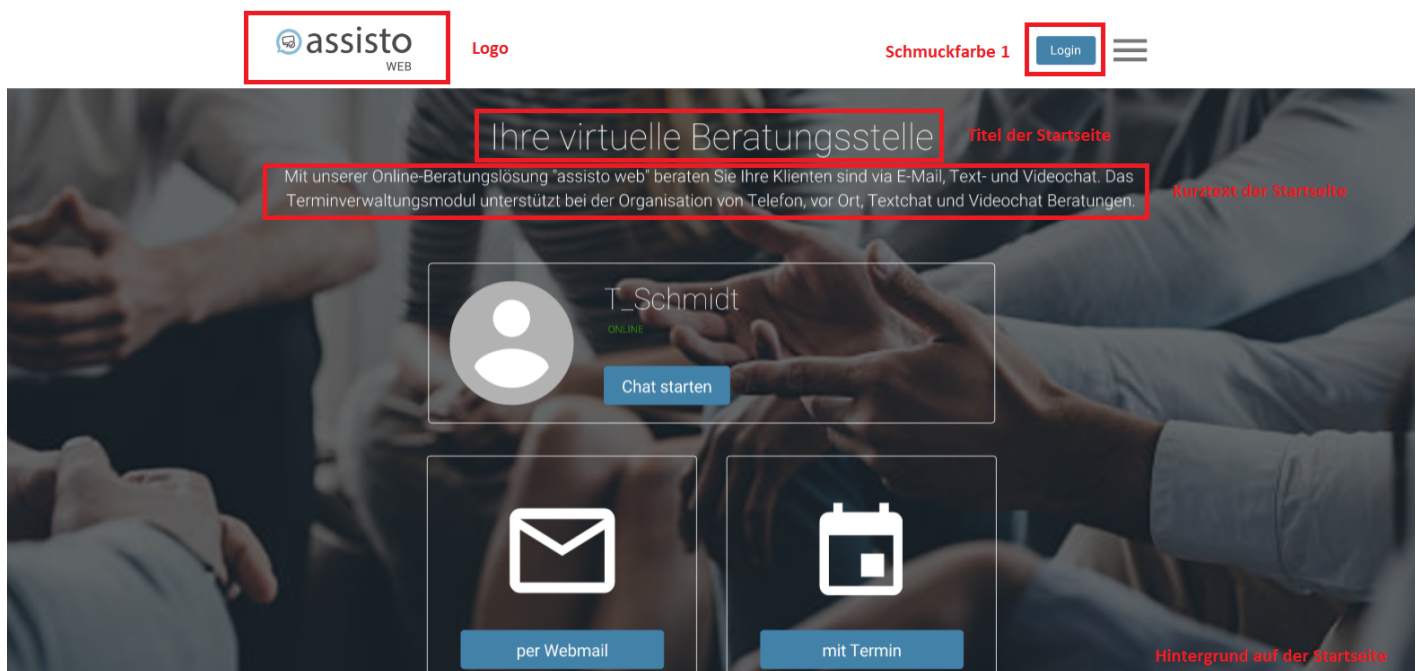 assisto
WEB
Logo
Schmuckfarbe 1
Login
Ihre virtuelle Beratungsstelle
Titel der Startseite
Mit unserer Online-Beratungslösung "assisto web" beraten Sie Ihre Klienten sind via E-Mail, Text- und Videochat. Das
Terminverwaltungsmodul unterstützt bei der Organisation von Telefon, vor Ort, Textchat und Videochat Beratungen.
Kurztext der Startseite
T_Schmidt
ONLINE
Chat starten
per Webmail
mit Termin
Hintergrund auf der Startseite